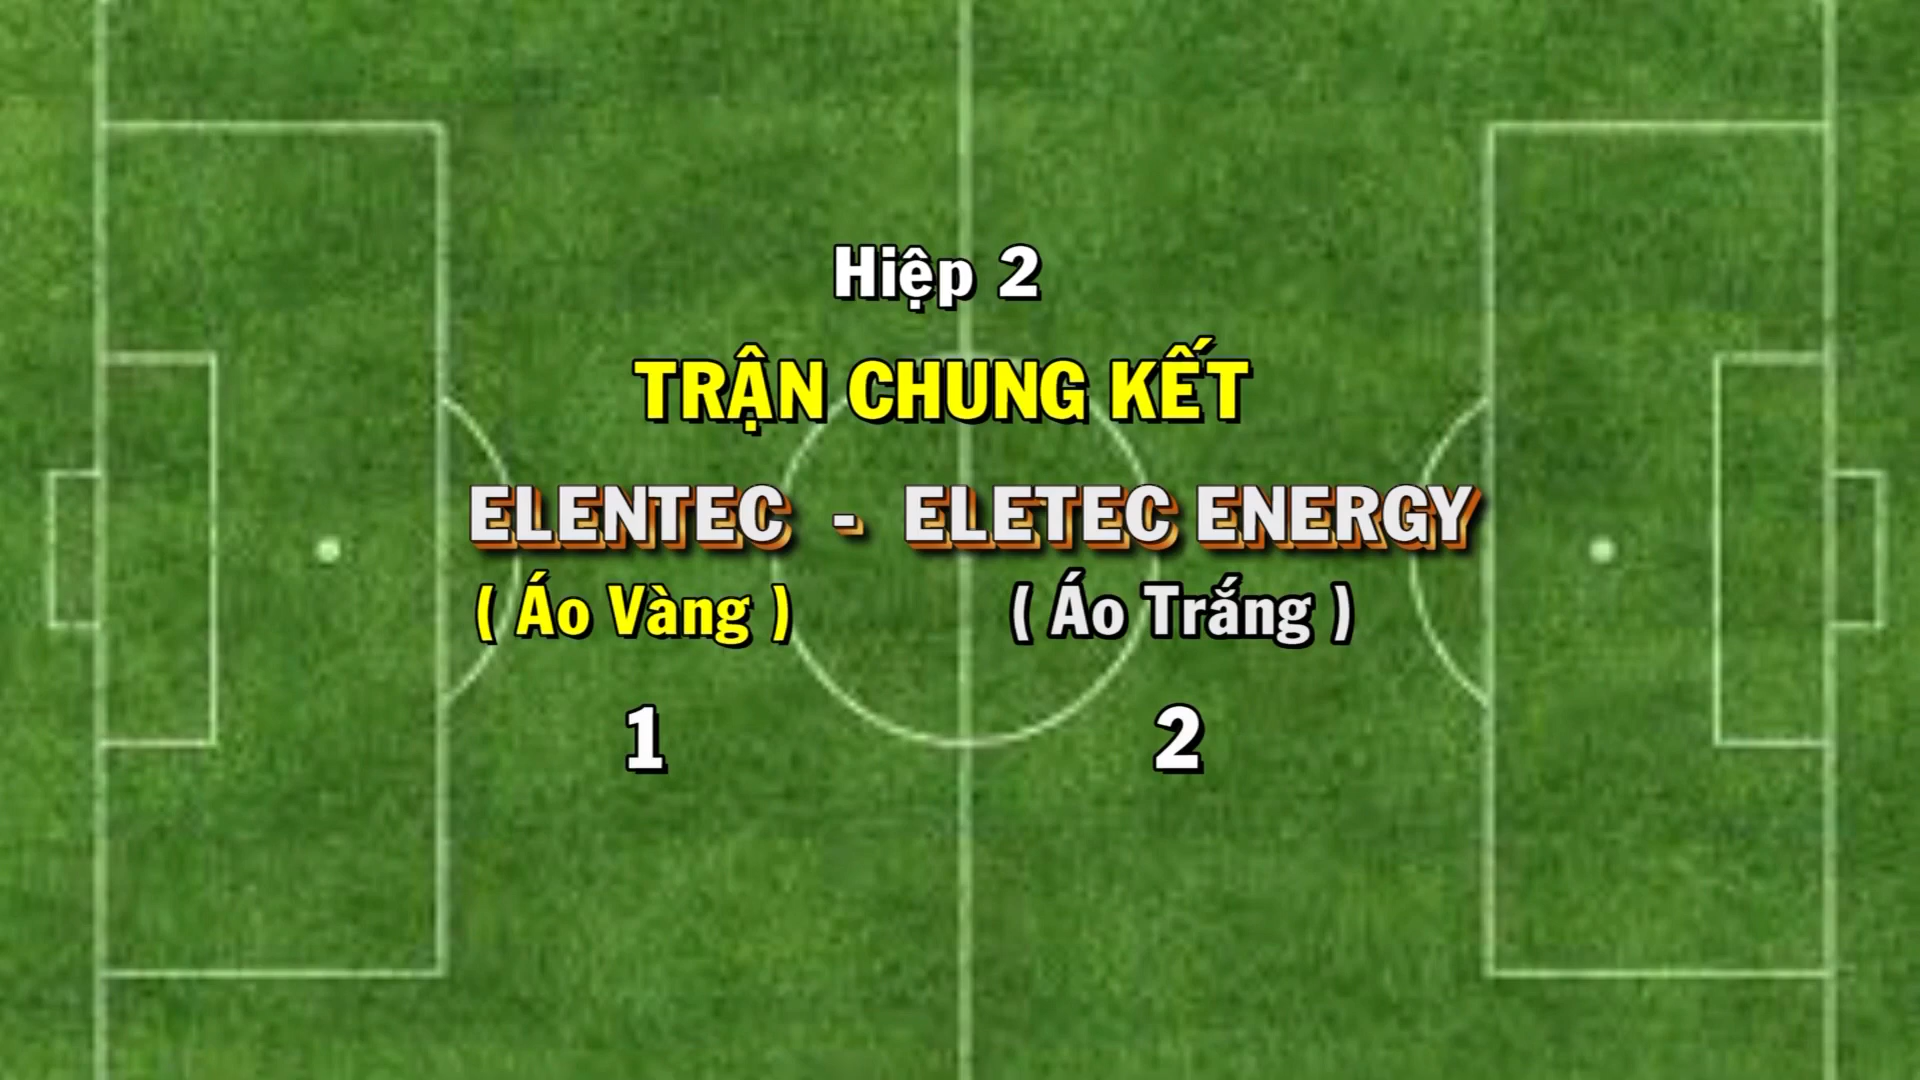 Hiệp 2
TRẬN CHUNG KẾT
ELENTEC - ELETEC ENERGY
( Áo Vàng ) ( Áo Trắng )
1 2